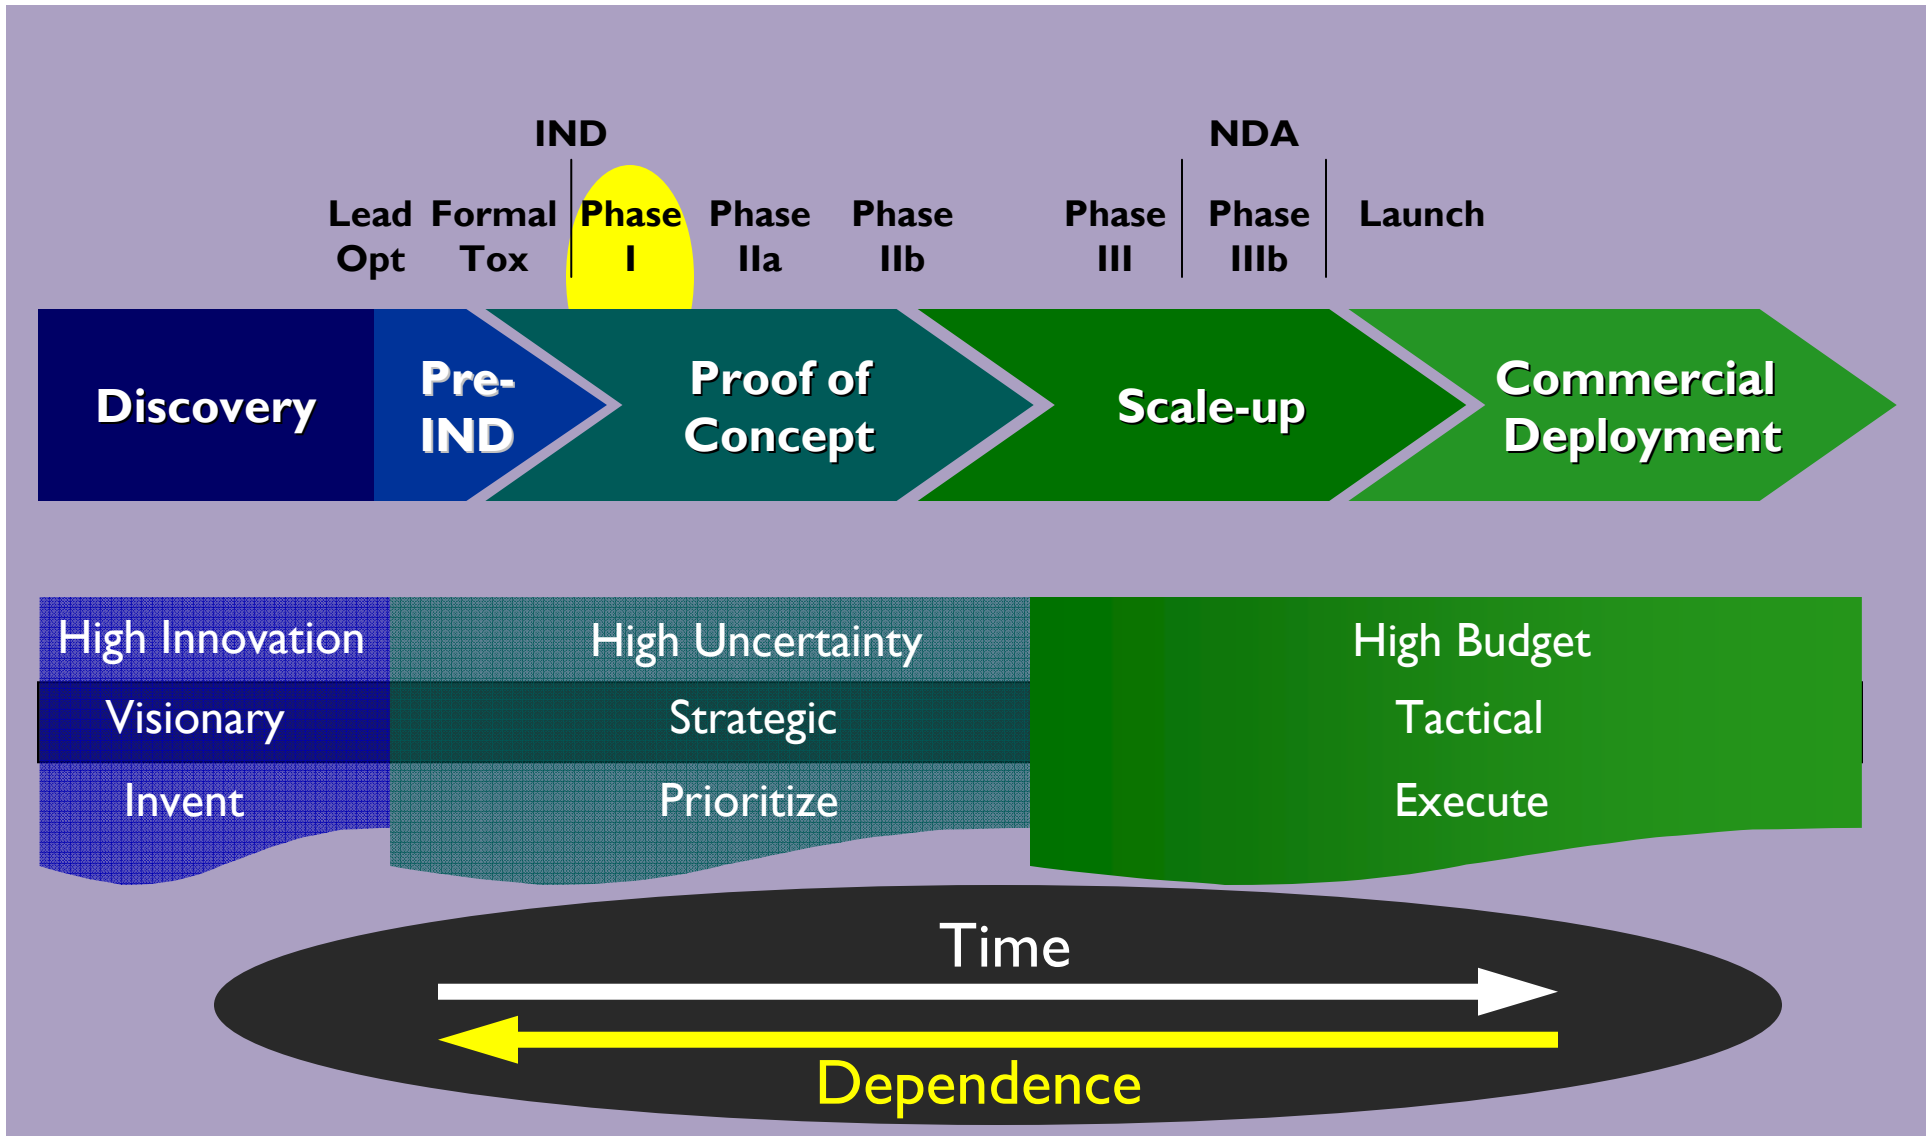 IND
NDA
Lead Formal Phase Phase Phase Phase Phase Launch
Opt Tox I IIa IIb III IIIb
Discovery
Pre-
IND
Proof of
Concept
Scale-up
Commercial
Deployment
High Innovation
High Uncertainty
High Budget
Visionary
Strategic
Tactical
Invent
Prioritize
Execute
Time
Dependence